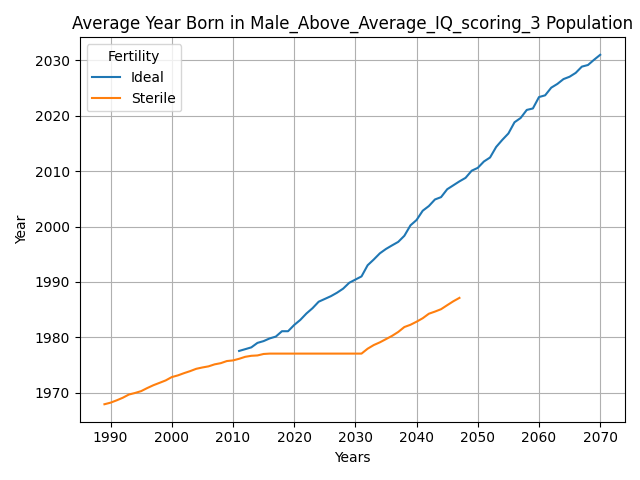 Average Year Born in Male_Above_Average_IQ_scoring_3 Population
Fertility
Ideal
Sterile
Year
2030
2020
2010
2000
1990
1980
1970
1990 2000 2010 2020 2030 2040 2050 2060 2070
Years